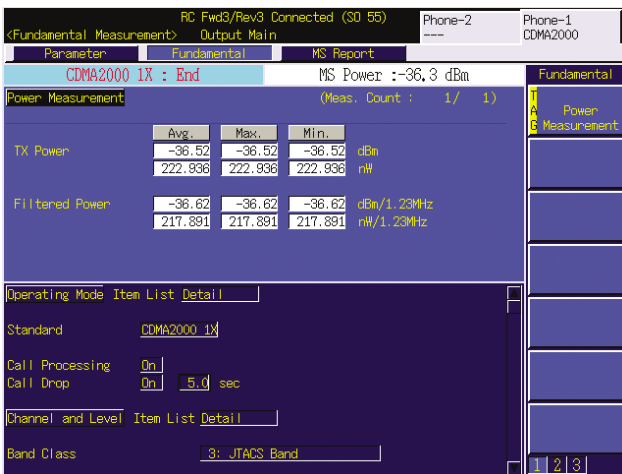 RC Fwd3/Rev3 Connected (SO 55)
<Fundamental Measurement> Output Main
Phone-2
---
Phone-1
CDMA2000
Parameter Fundamental MS Report
CDMA2000 1X : End MS Power :-36.3 dBm Fundamental
Power Measurement (Meas. Count : 1/ 1)
TAG
Power
Measurement
Avg. Max. Min.
TX Power -36.52 -36.52 -36.52 dBm
222.936 222.936 222.936 nW
Filtered Power -36.62 -36.62 -36.62 dBm/1.23MHz
217.891 217.891 217.891 nW/1.23MHz
Operating Mode Item List Detail
Standard CDMA2000 1X
Call Processing On
Call Drop On 5.0 sec
Channel and Level Item List Detail
Band Class 3: JTACS Band
1 2 3